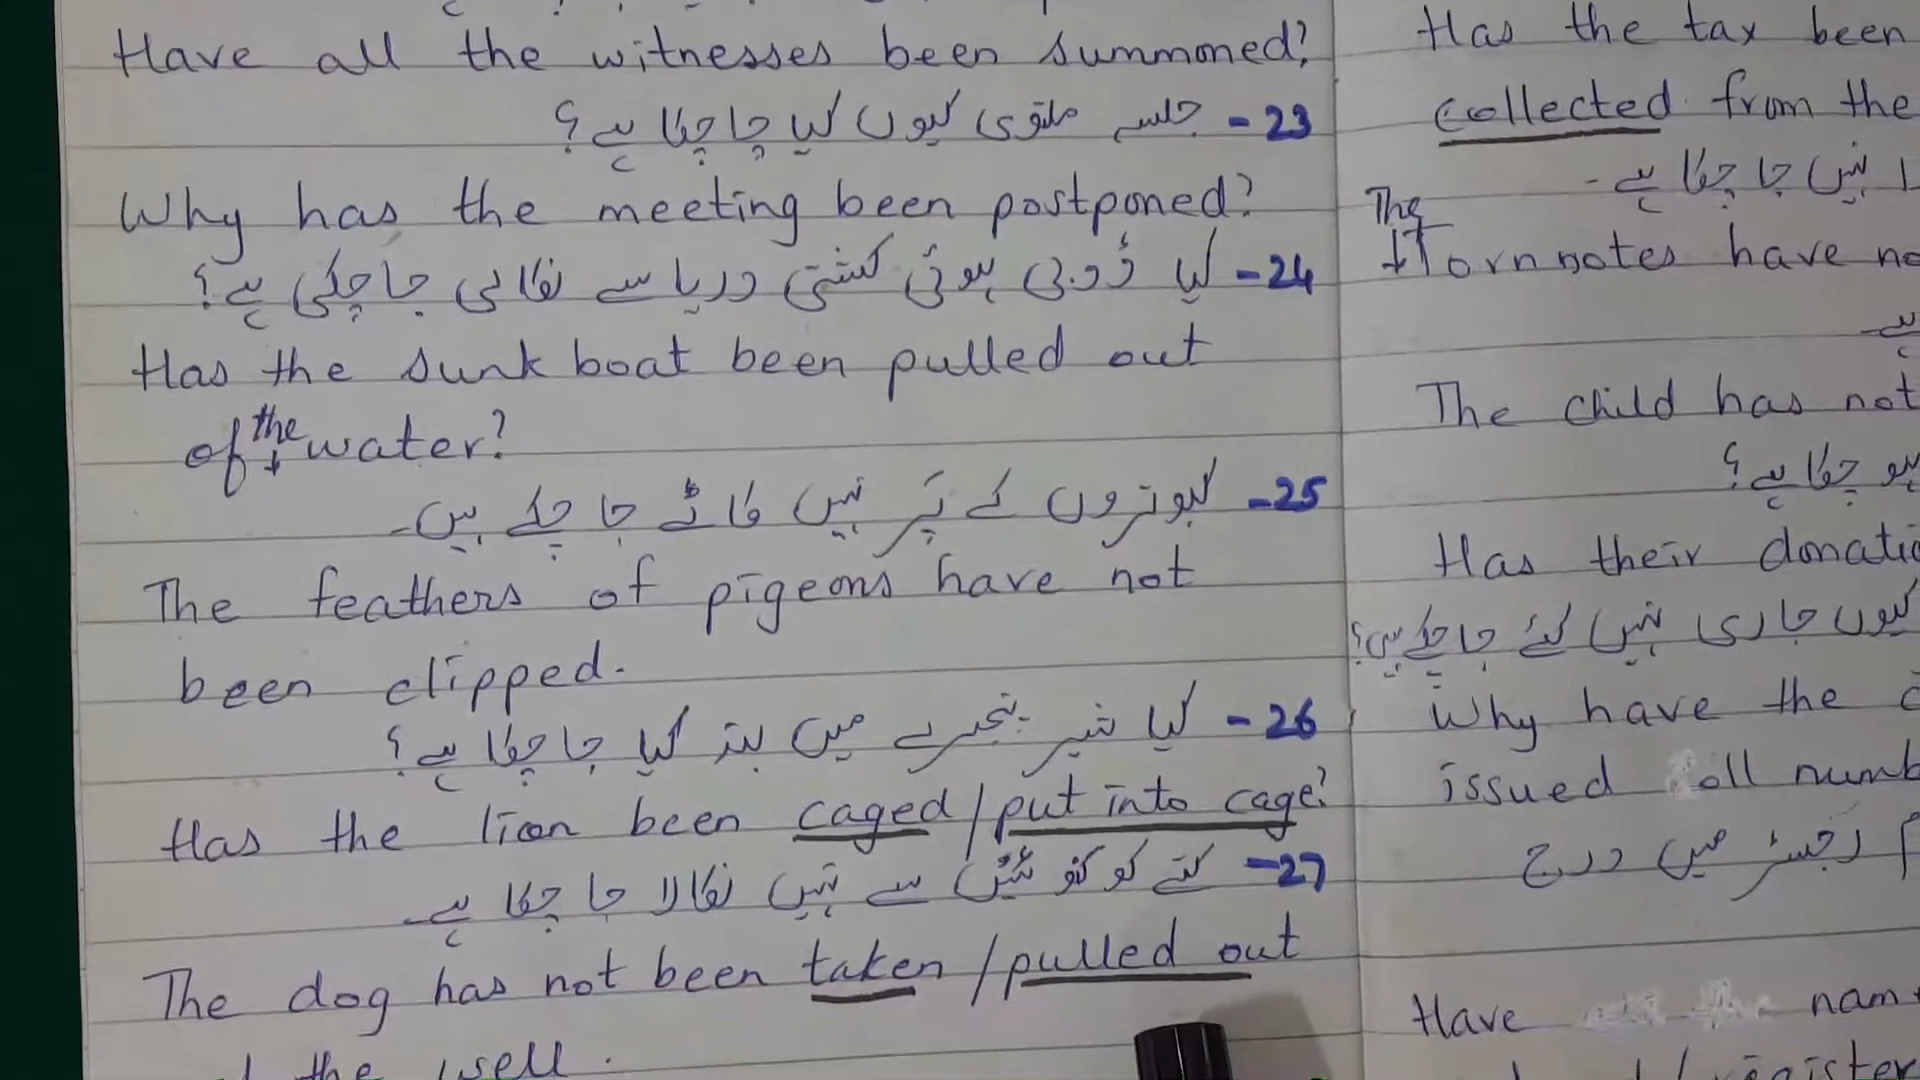 Have all the witnesses been summoned?
23- جلسہ ملتوی کیوں کیا جا چکا ہے؟
Why has the meeting been postponed?
24- کیا ڈوبی ہوئی کشتی دریا سے نکالی جا چکی ہے؟
Has the sunk boat been pulled out
of the water?
25- کبوتروں کے پَر نہیں کاٹے جا چکے ہیں۔
The feathers of pigeons have not
been clipped.
26- کیا شیر پنجرے میں بند کیا جا چکا ہے؟
Has the lion been caged/put into cage?
27- کتے کو کنوئیں سے نہیں نکالا جا چکا ہے۔
The dog has not been taken/pulled out
the well.
Has the tax been
collected from the
نہیں جا چکا ہے۔
The
torn notes have
ہے
The child has not
ہو چکا ہے؟
Has their
کیوں جاری نہیں کئے جا چکے ہیں؟
Why have the
issued
رجسٹر میں درج
Have